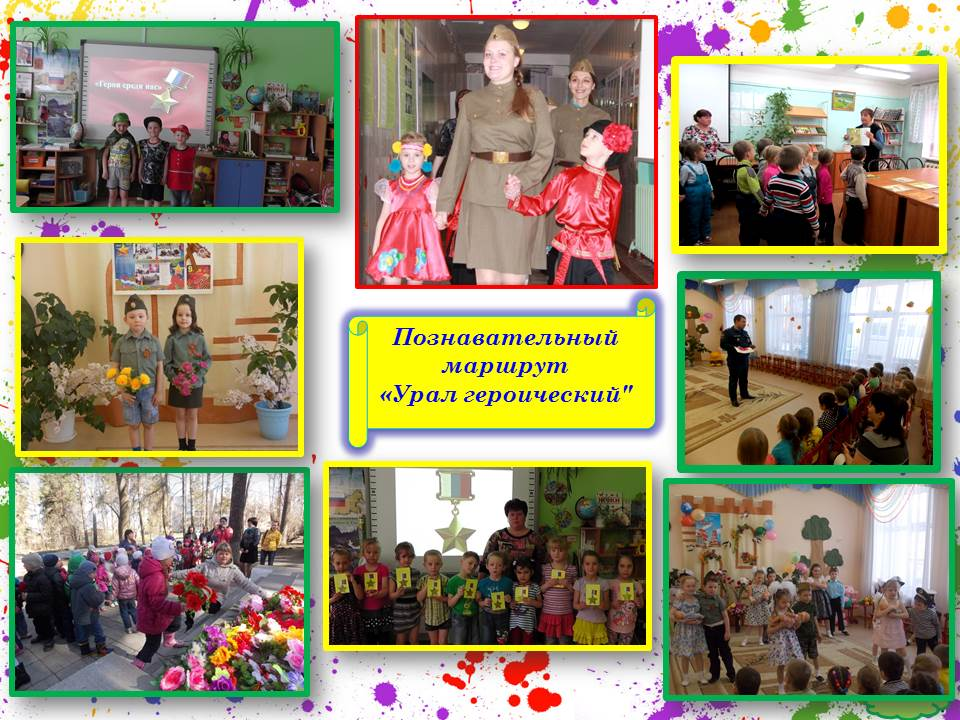 «Герои среди нас»
Познавательный
маршрут
«Урал героический"